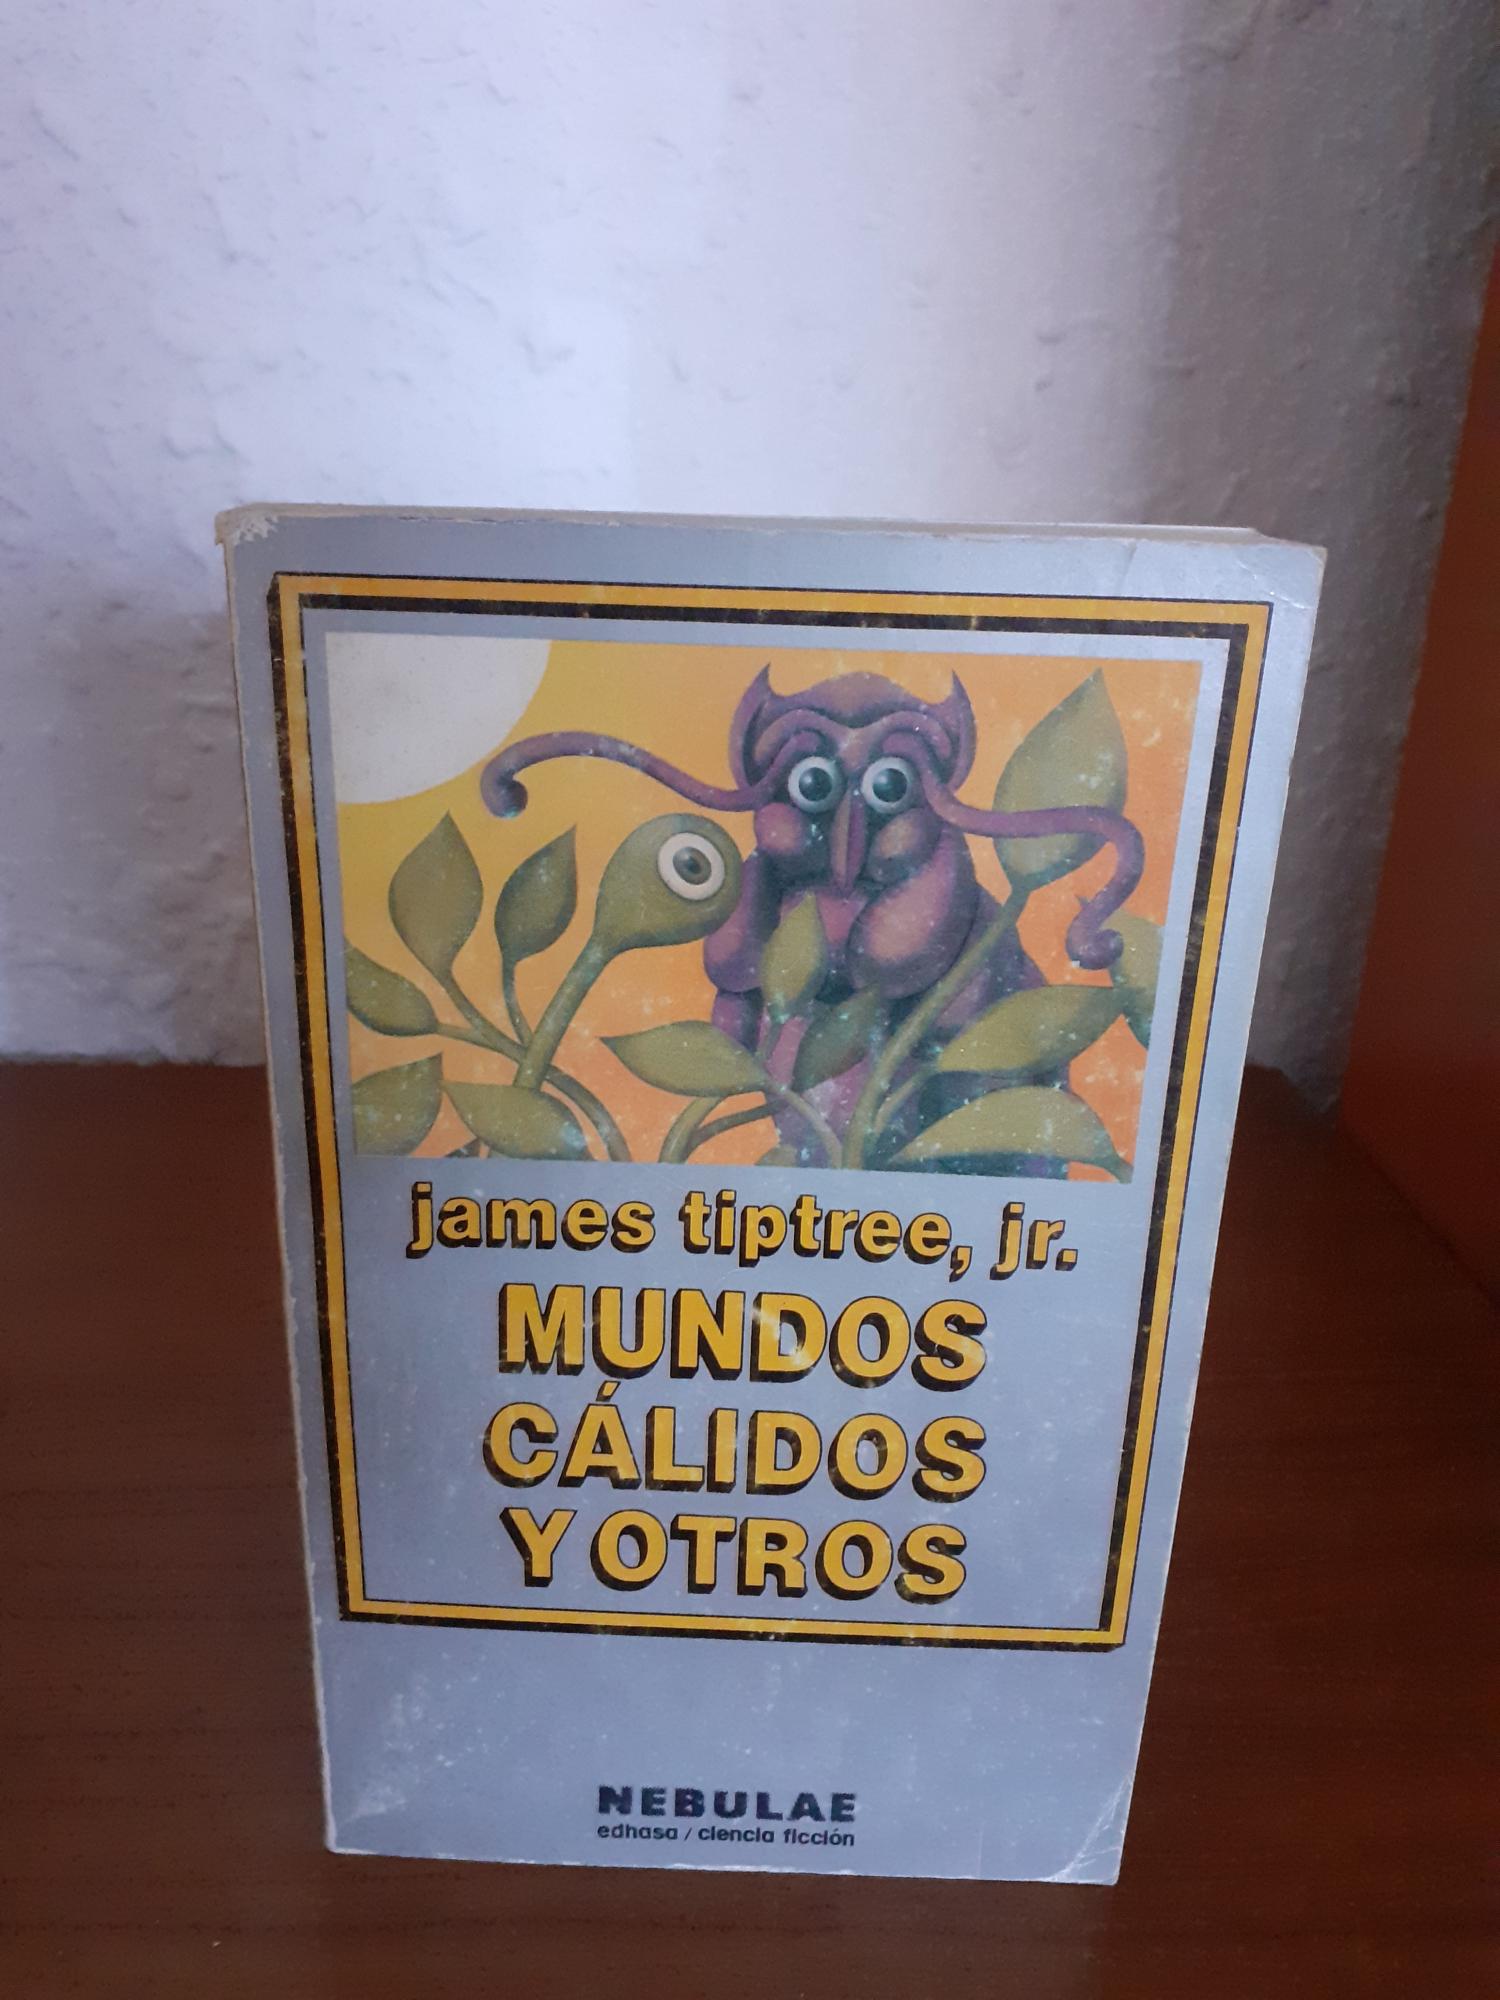 james tiptree, jr.
MUNDOS
CÁLIDOS
Y OTROS
NEBULAE
edhasa / ciencia ficción